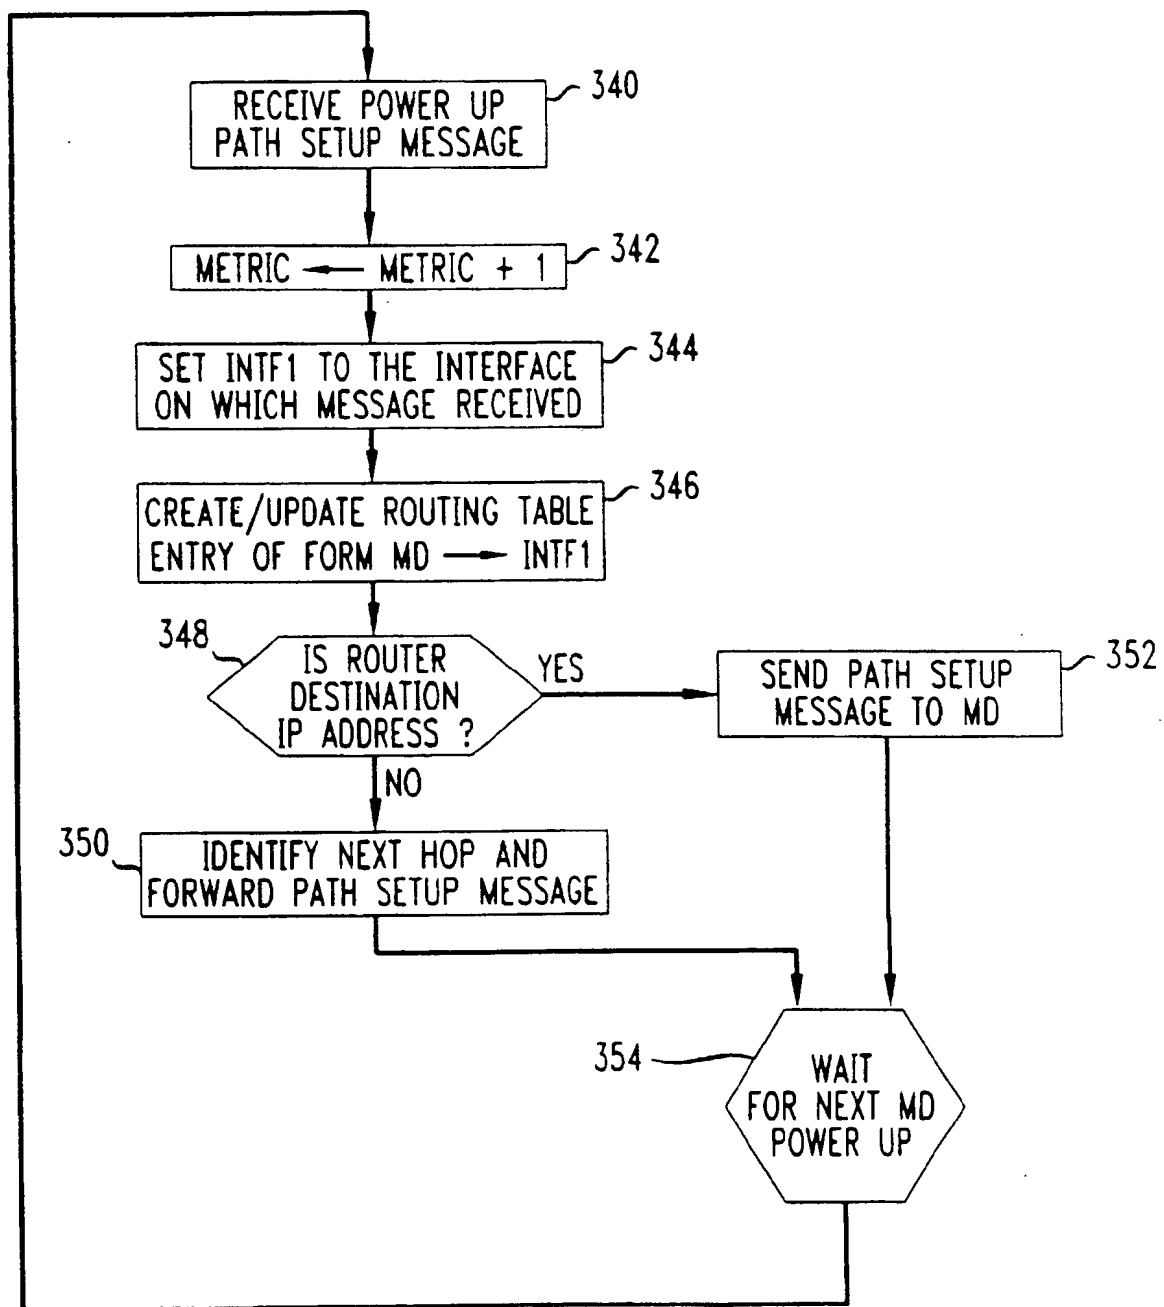 RECEIVE POWER UP
PATH SETUP MESSAGE
340
METRIC ← METRIC + 1
342
SET INTF1 TO THE INTERFACE
ON WHICH MESSAGE RECEIVED
344
CREATE/UPDATE ROUTING TABLE
ENTRY OF FORM MD → INTF1
346
348
IS ROUTER
DESTINATION
IP ADDRESS ?
YES
SEND PATH SETUP
MESSAGE TO MD
352
NO
350
IDENTIFY NEXT HOP AND
FORWARD PATH SETUP MESSAGE
354
WAIT
FOR NEXT MD
POWER UP